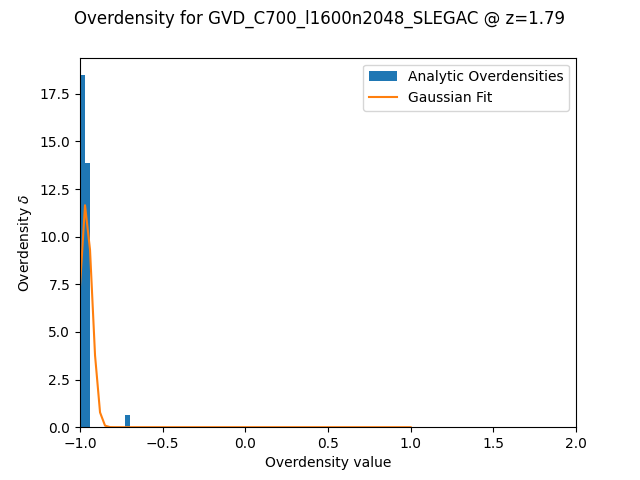 Overdensity for GVD_C700_l1600n2048_SLEGAC @ z=1.79
Analytic Overdensities
Gaussian Fit
Overdensity δ
17.5
15.0
12.5
10.0
7.5
5.0
2.5
0.0
−1.0 −0.5 0.0 0.5 1.0 1.5 2.0
Overdensity value